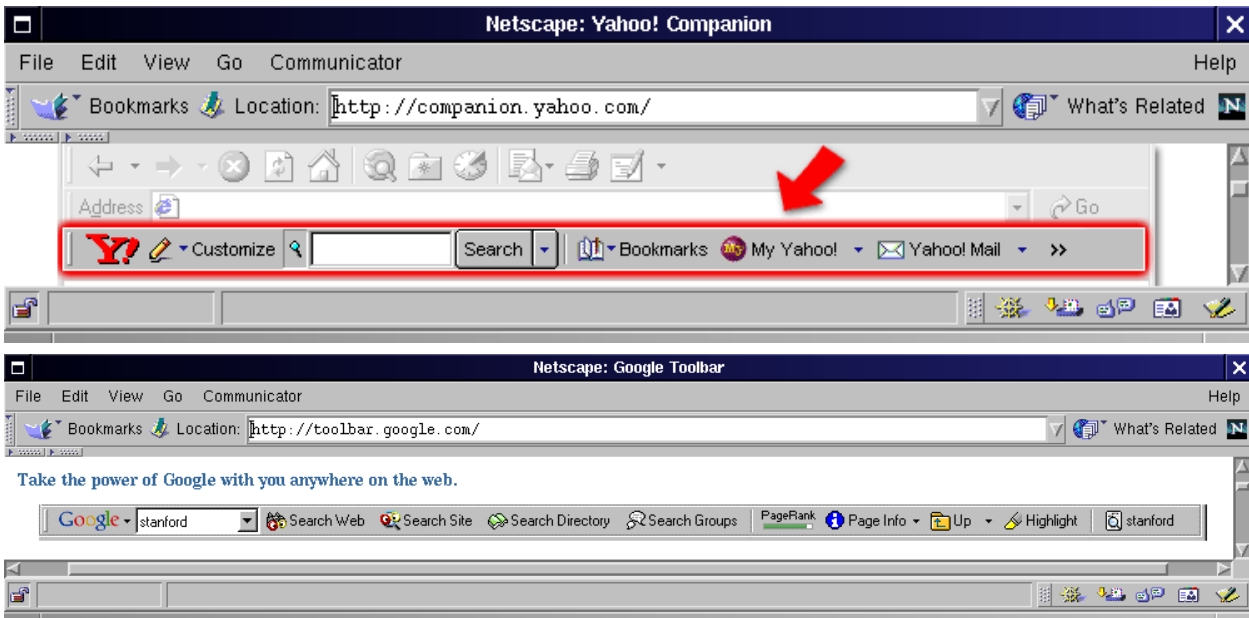 Netscape: Yahoo! Companion
File Edit View Go Communicator Help
Bookmarks Location: http://companion.yahoo.com/ What's Related N
Address Go
Y! Customize Search Bookmarks My Yahoo! Yahoo! Mail >>
Netscape: Google Toolbar
File Edit View Go Communicator Help
Bookmarks Location: http://toolbar.google.com/ What's Related N
Take the power of Google with you anywhere on the web.
Google stanford Search Web Search Site Search Directory Search Groups PageRank Page Info Up Highlight stanford